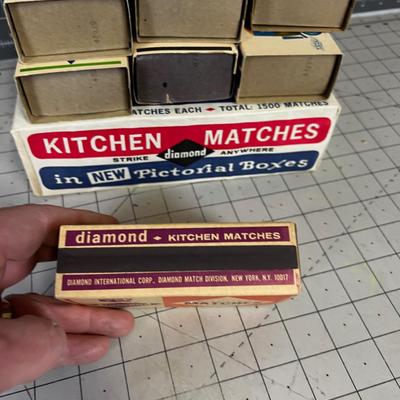 ATCHES EACH • TOTAL: 1500 MATCHES
KITCHEN MATCHES
STRIKE diamond ANYWHERE
in NEW Pictorial Boxes
diamond • KITCHEN MATCHES
DIAMOND INTERNATIONAL CORP., DIAMOND MATCH DIVISION, NEW YORK, N.Y. 10017